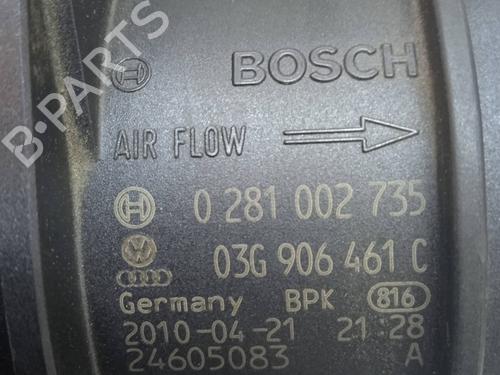 BOSCH
AIR FLOW
0 281 002 735
03G 906 461 C
Germany BPK 816
2010-04-21 21:28
24605083 A
B-PARTS